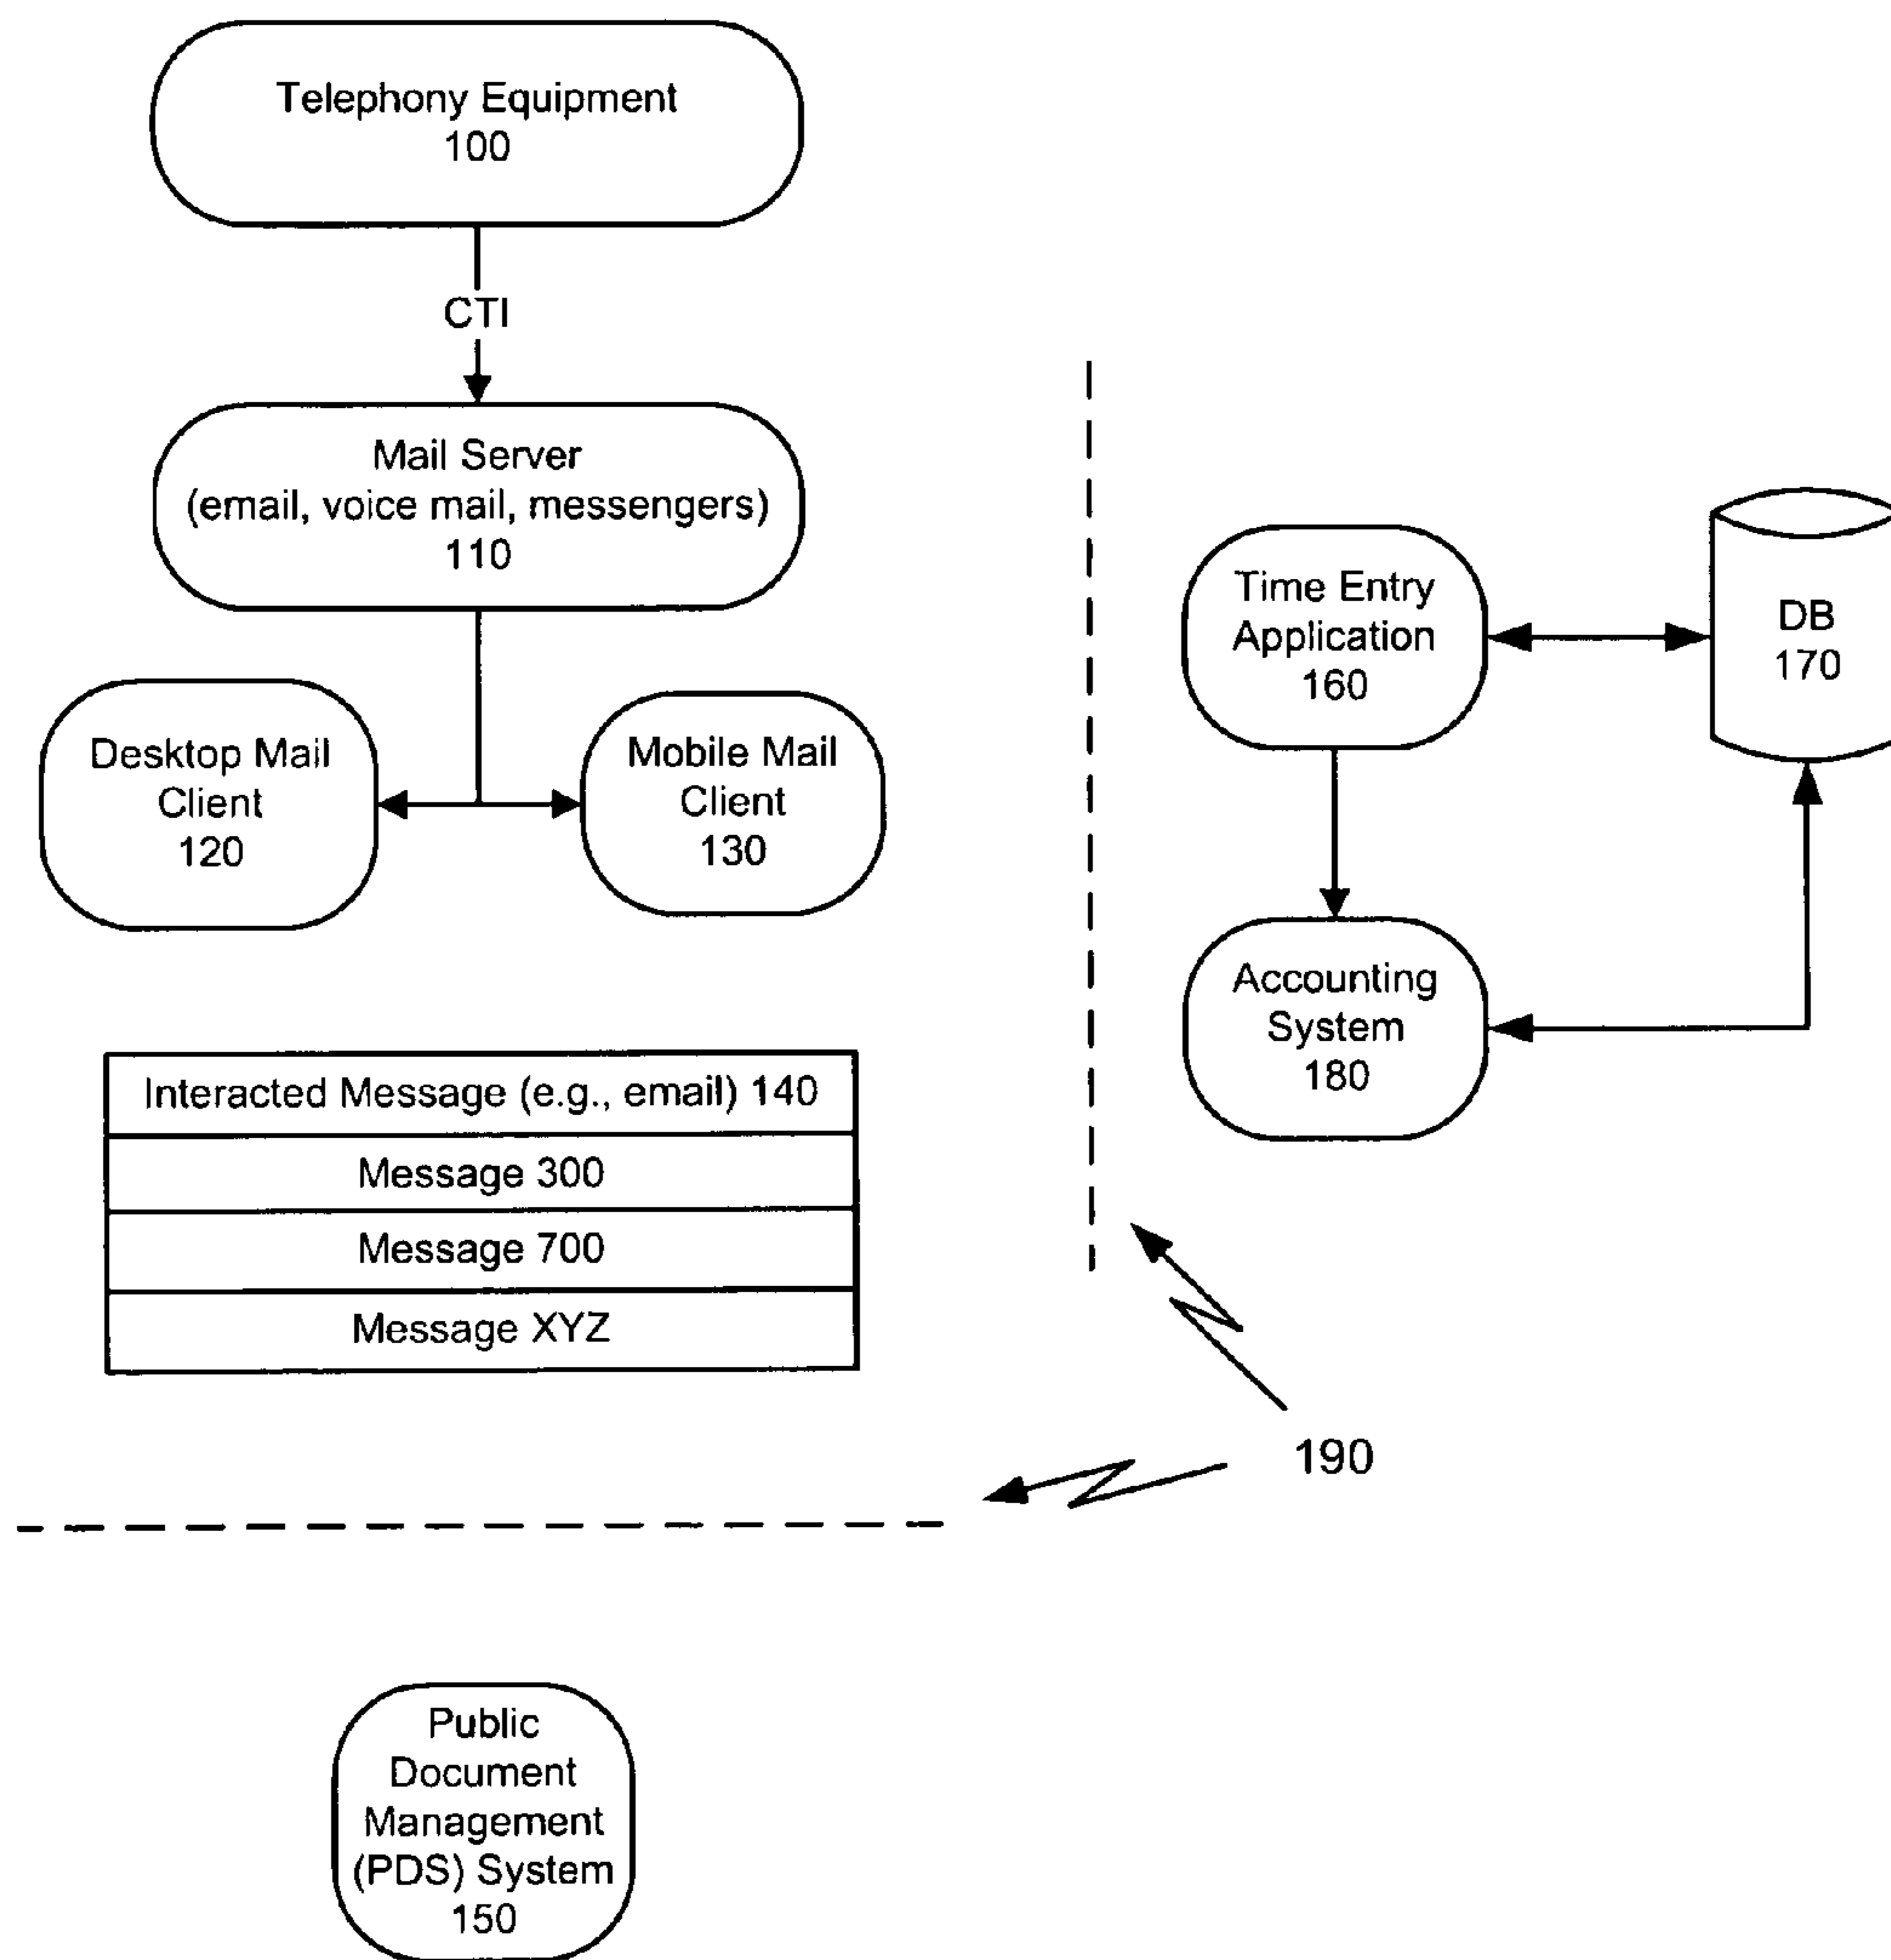 Telephony Equipment
100
CTI
Mail Server
(email, voice mail, messengers)
110
Desktop Mail
Client
120
Mobile Mail
Client
130
Time Entry
Application
160
DB
170
Accounting
System
180
Interacted Message (e.g., email) 140
Message 300
Message 700
Message XYZ
190
Public
Document
Management
(PDS) System
150